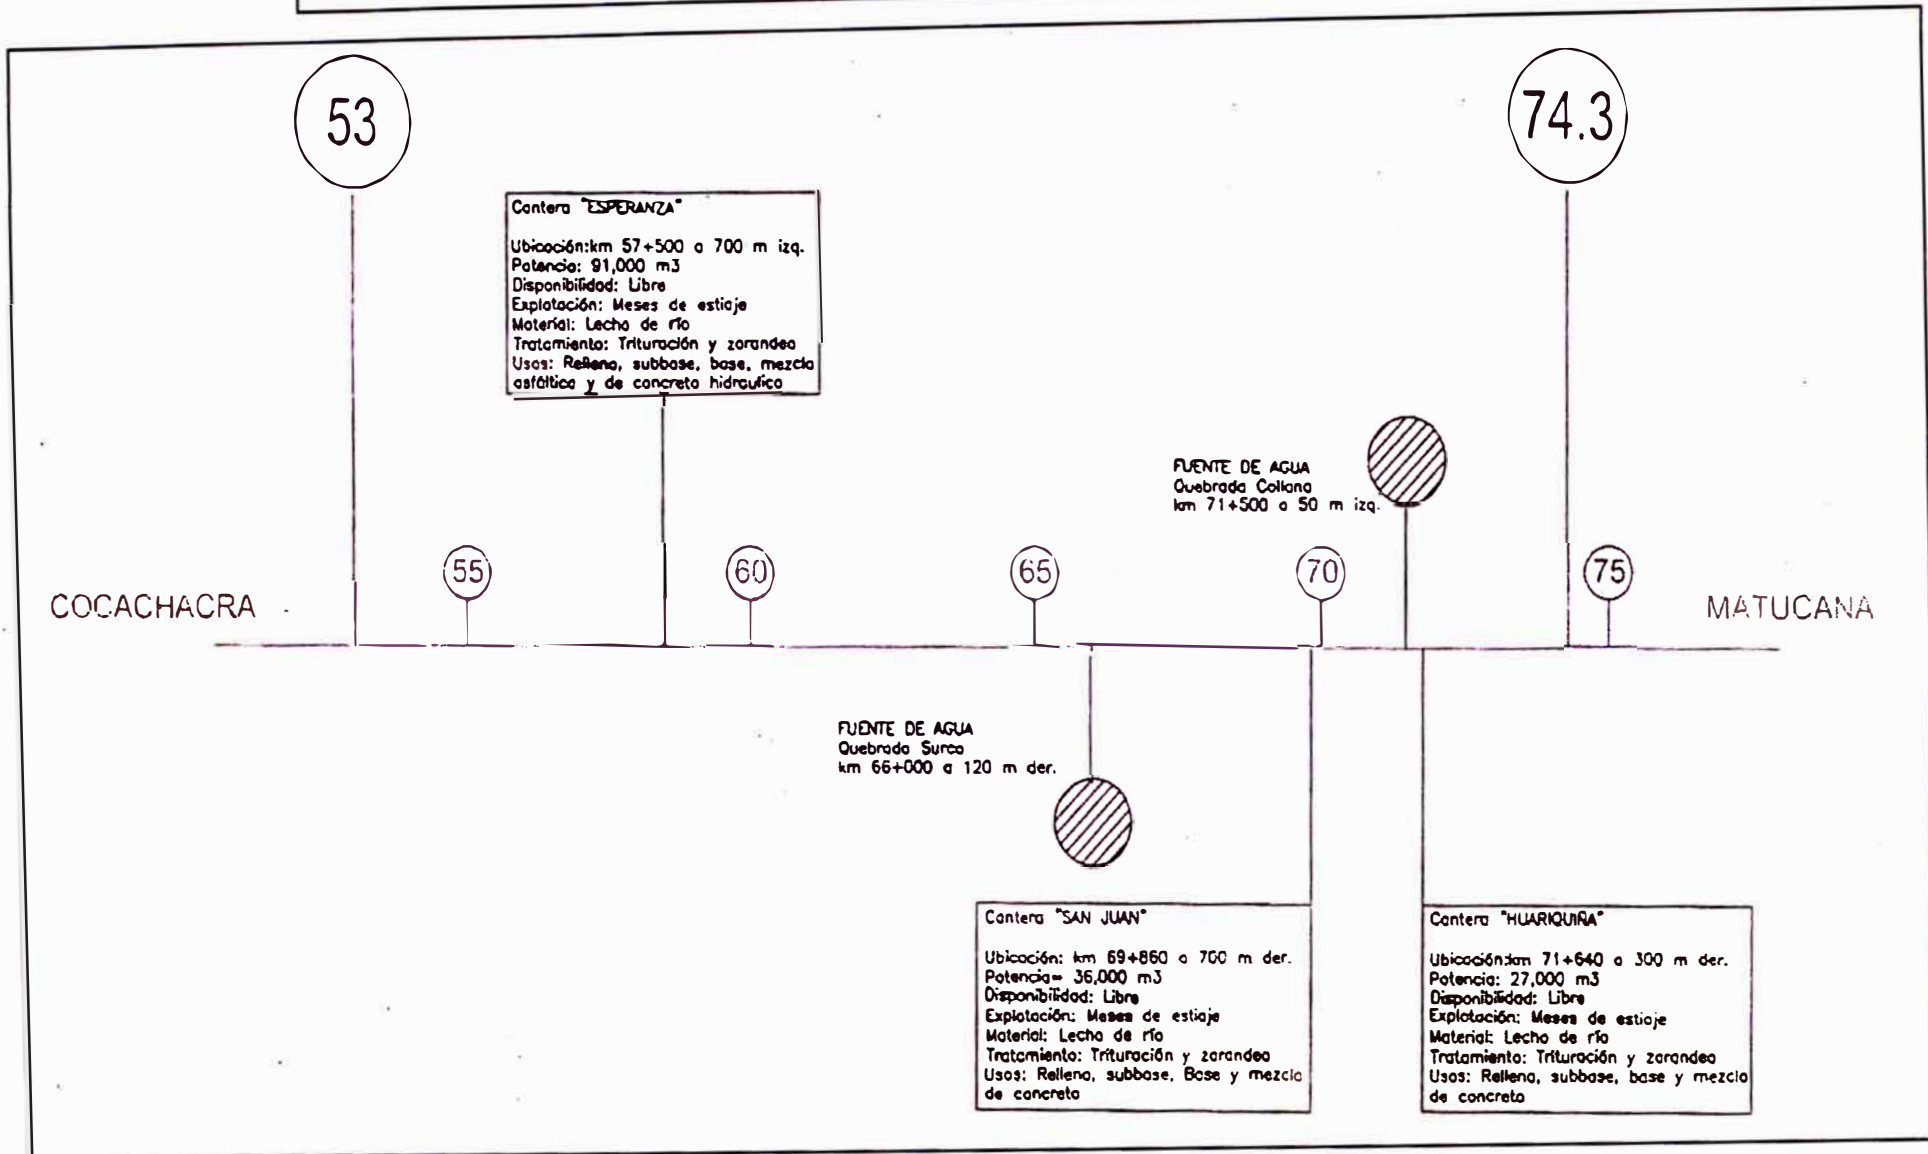 53
74.3
Cantera "ESPERANZA"
Ubicación:km 57+500 a 700 m izq.
Potencia: 91,000 m3
Disponibilidad: Libre
Explotación: Meses de estiaje
Material: Lecho de río
Tratamiento: Trituración y zarandeo
Usos: Relleno, subbase, base, mezcla
asfáltica y de concreto hidraulico
FUENTE DE AGUA
Quebrada Collana
km 71+500 a 50 m izq.
55
60
65
70
75
COCACHACRA
MATUCANA
FUENTE DE AGUA
Quebrada Surco
km 66+000 a 120 m der.
Cantera "SAN JUAN"
Ubicación: km 69+860 a 700 m der.
Potencia= 36,000 m3
Disponibilidad: Libre
Explotación: Meses de estiaje
Material: Lecho de río
Tratamiento: Trituración y zarandeo
Usos: Relleno, subbase, Base y mezcla
de concreto
Cantera "HUARIQUIÑA"
Ubicación:km 71+640 a 300 m der.
Potencia: 27,000 m3
Disponibilidad: Libre
Explotación: Meses de estiaje
Material: Lecho de río
Tratamiento: Trituración y zarandeo
Usos: Relleno, subbase, base y mezcla
de concreto